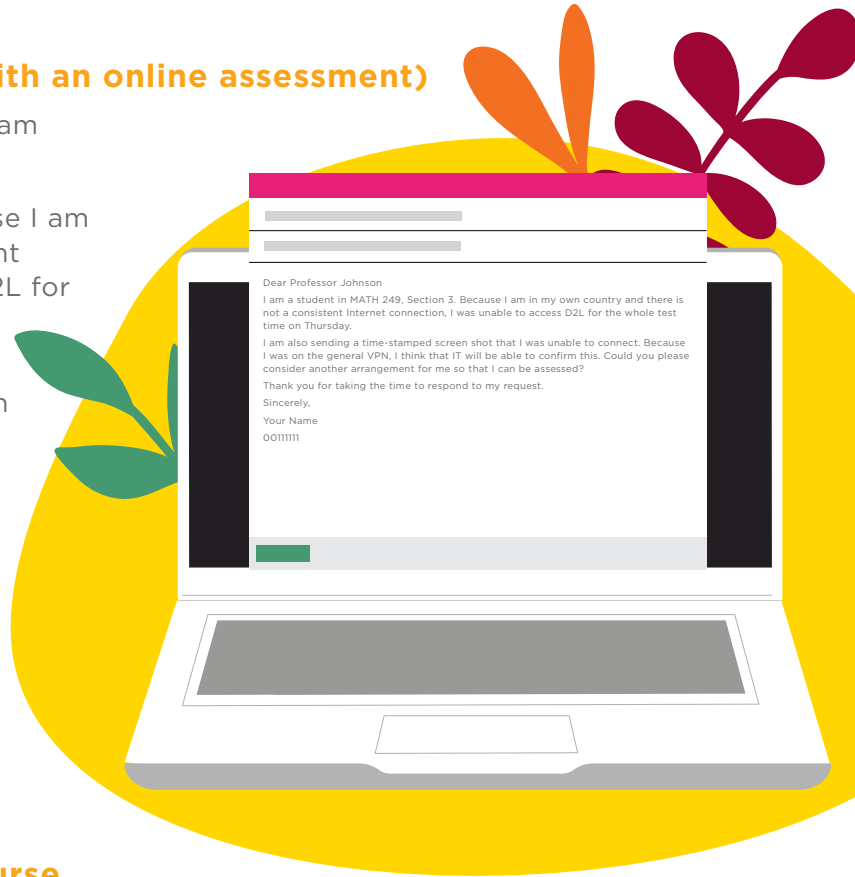 ith an online assessment)
am
se I am
nt
2L for
n
Dear Professor Johnson
I am a student in MATH 249, Section 3. Because I am in my own country and there is
not a consistent Internet connection, I was unable to access D2L for the whole test
time on Thursday.
I am also sending a time-stamped screen shot that I was unable to connect. Because
I was on the general VPN, I think that IT will be able to confirm this. Could you please
consider another arrangement for me so that I can be assessed?
Thank you for taking the time to respond to my request.
Sincerely,
Your Name
00111111
urse